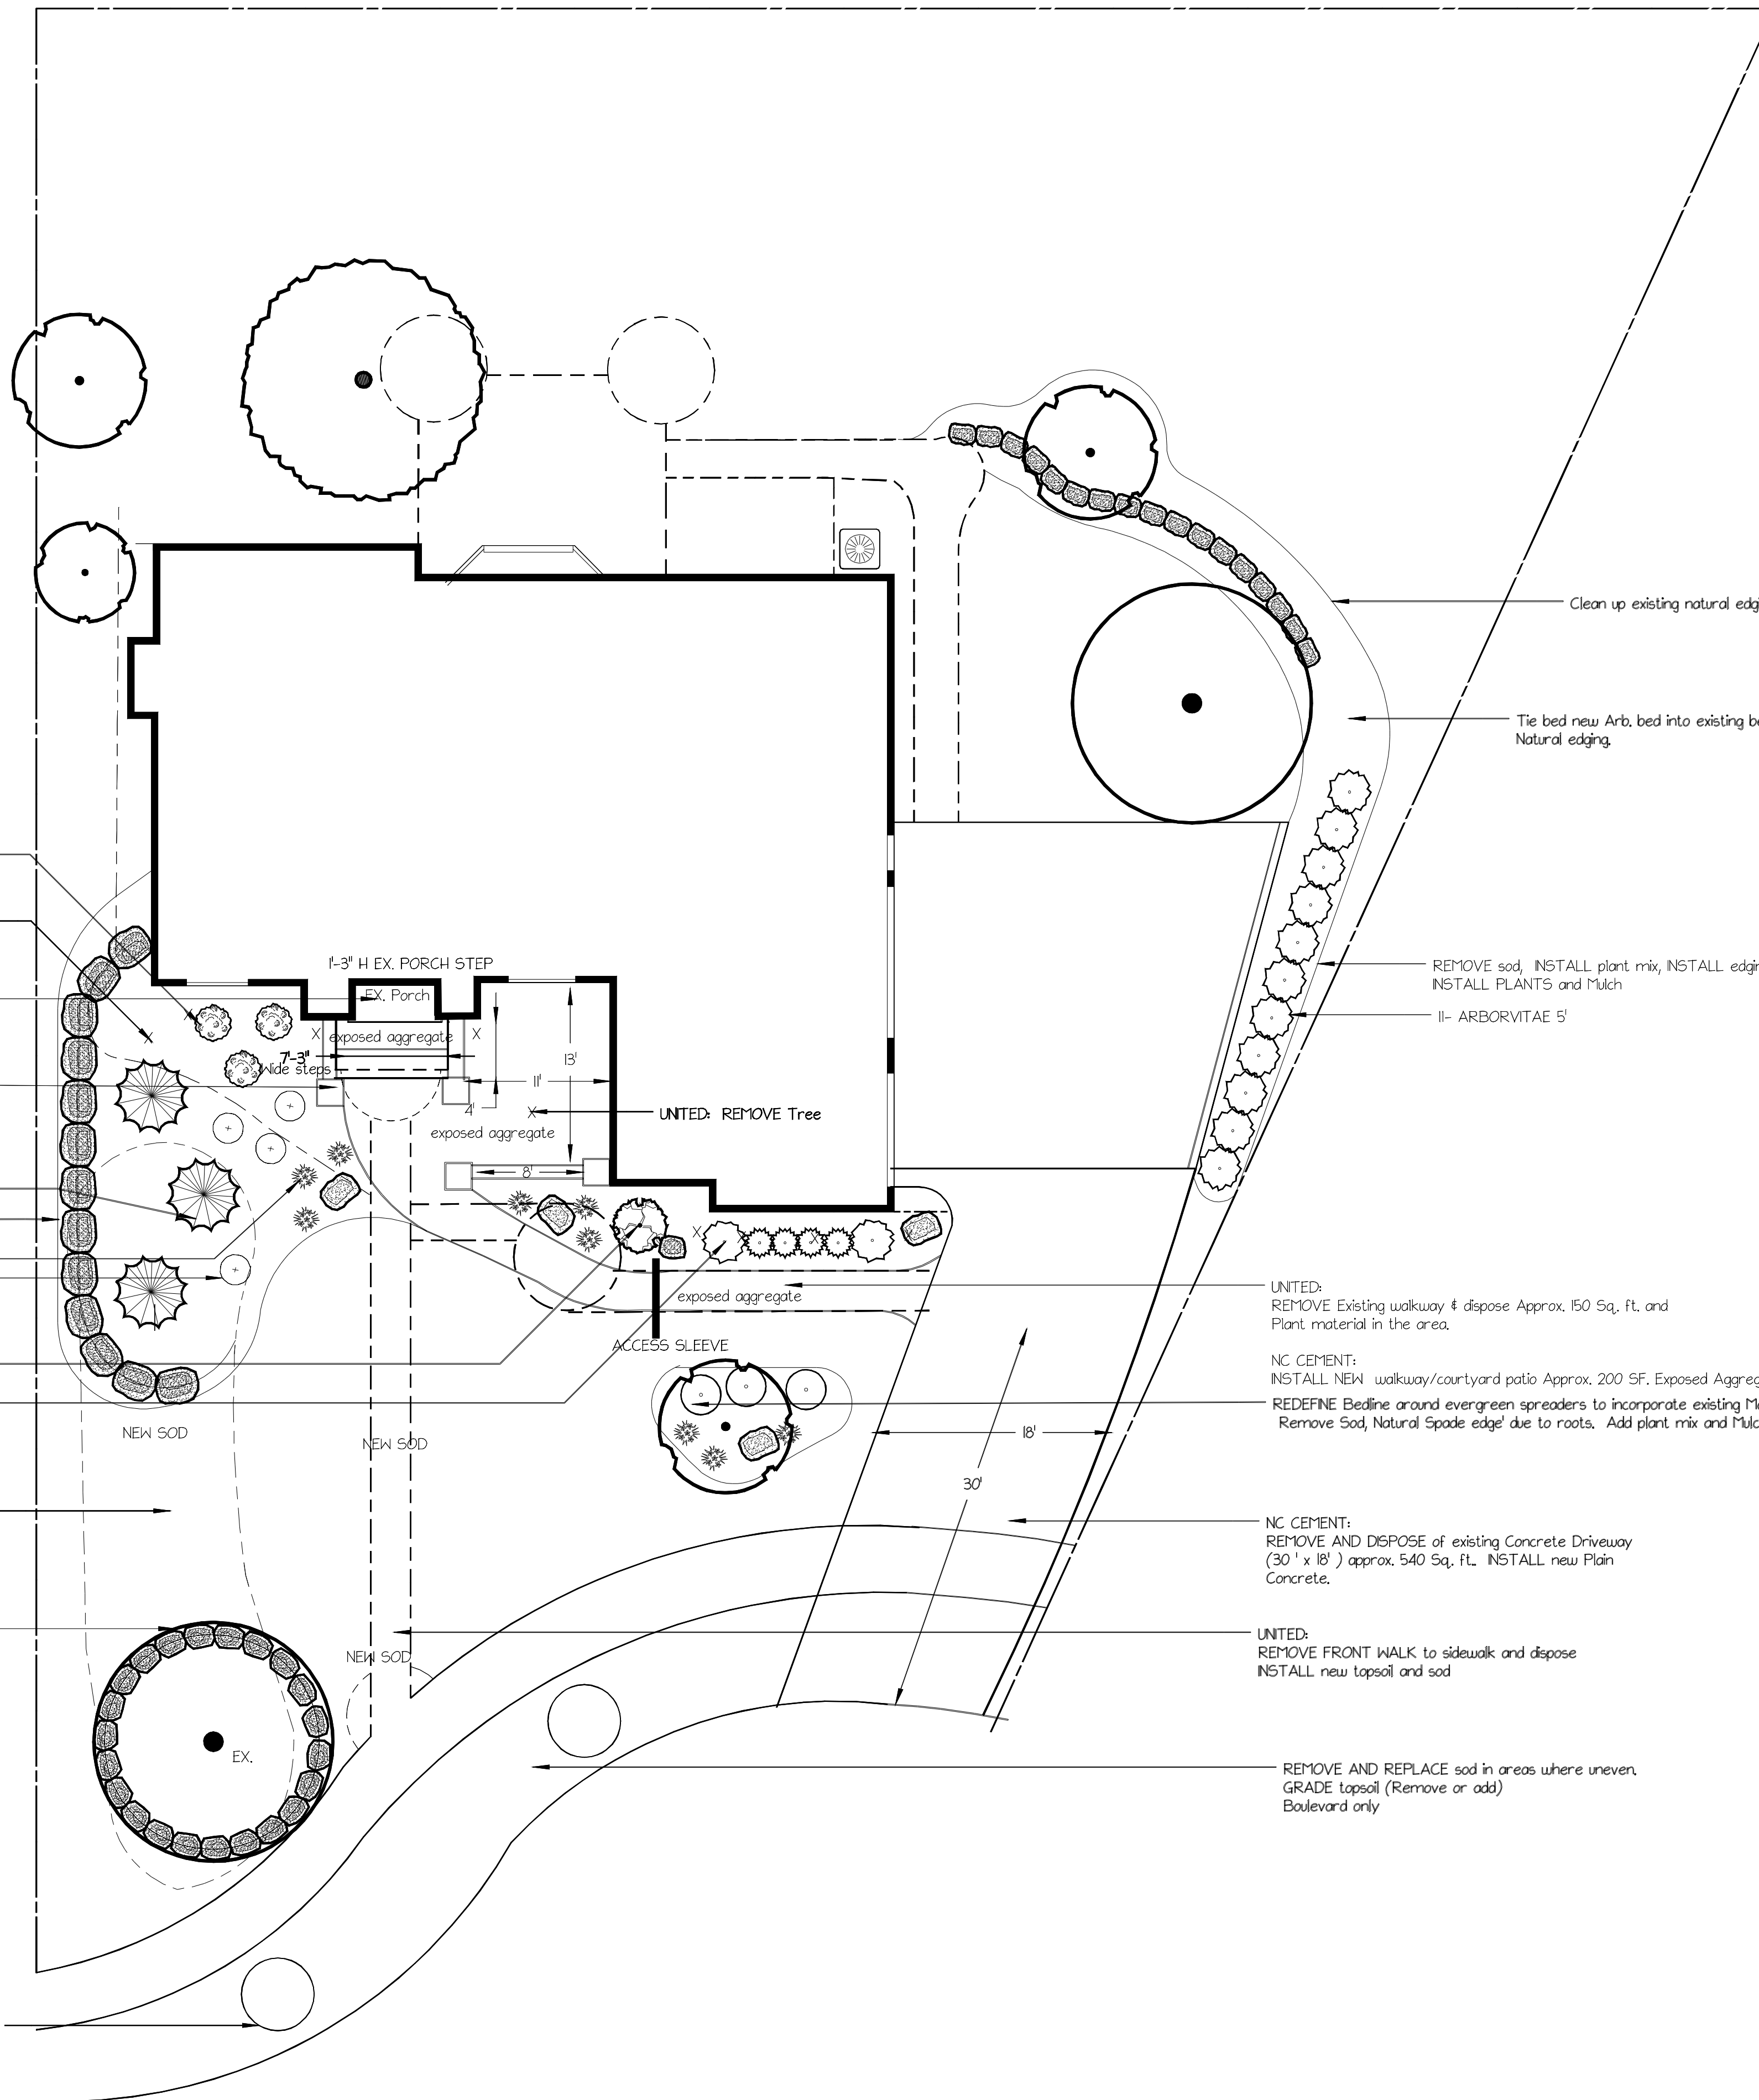 Clean up existing natural
Tie bed new Arb. bed into existing
Natural edging.
1'-3" H EX. PORCH STEP
REMOVE sod, INSTALL plant mix, INSTALL
INSTALL PLANTS and Mulch
EX. Porch
11- ARBORVITAE 5'
X
X
exposed aggregate
7'-3"
Wide steps
13'
11'
4'
X
UNITED: REMOVE Tree
exposed aggregate
8'
UNITED:
REMOVE Existing walkway & dispose Approx. 150 Sq. ft. and
Plant material in the area.
exposed aggregate
ACCESS SLEEVE
NC CEMENT:
INSTALL NEW walkway/courtyard patio Approx. 200 SF. Exposed
REDEFINE Bedline around evergreen spreaders to incorporate existing
Remove Sod, Natural Spade edge' due to roots. Add plant mix and
NEW SOD
NEW SOD
18'
30'
NC CEMENT:
REMOVE AND DISPOSE of existing Concrete Driveway
(30 ' x 18' ) approx. 540 Sq. ft.. INSTALL new Plain
Concrete.
UNITED:
REMOVE FRONT WALK to sidewalk and dispose
INSTALL new topsoil and sod
NEW SOD
EX.
REMOVE AND REPLACE sod in areas where uneven.
GRADE topsoil (Remove or add)
Boulevard only